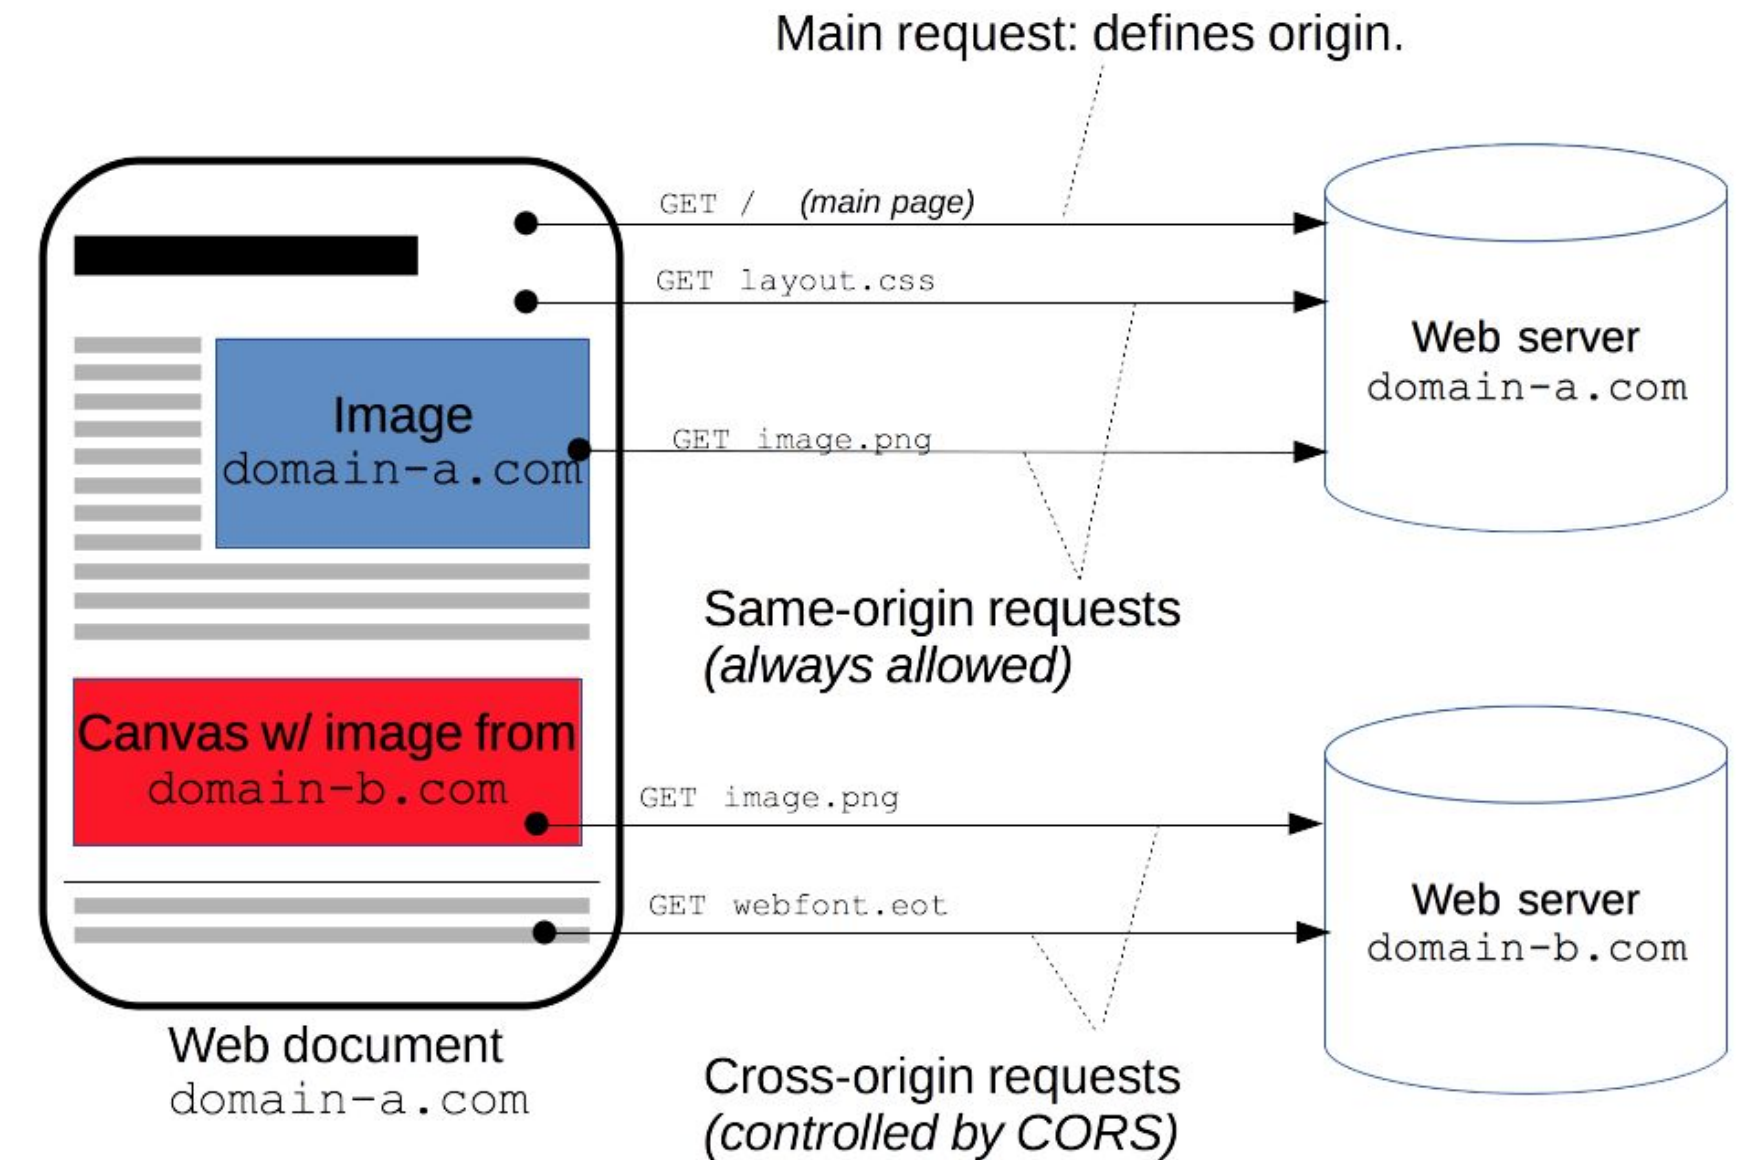 Main request: defines origin.
GET / (main page)
GET layout.css
Image
domain-a.com
GET image.png
Web server
domain-a.com
Same-origin requests
(always allowed)
Canvas w/ image from
domain-b.com
GET image.png
GET webfont.eot
Web server
domain-b.com
Web document
domain-a.com
Cross-origin requests
(controlled by CORS)